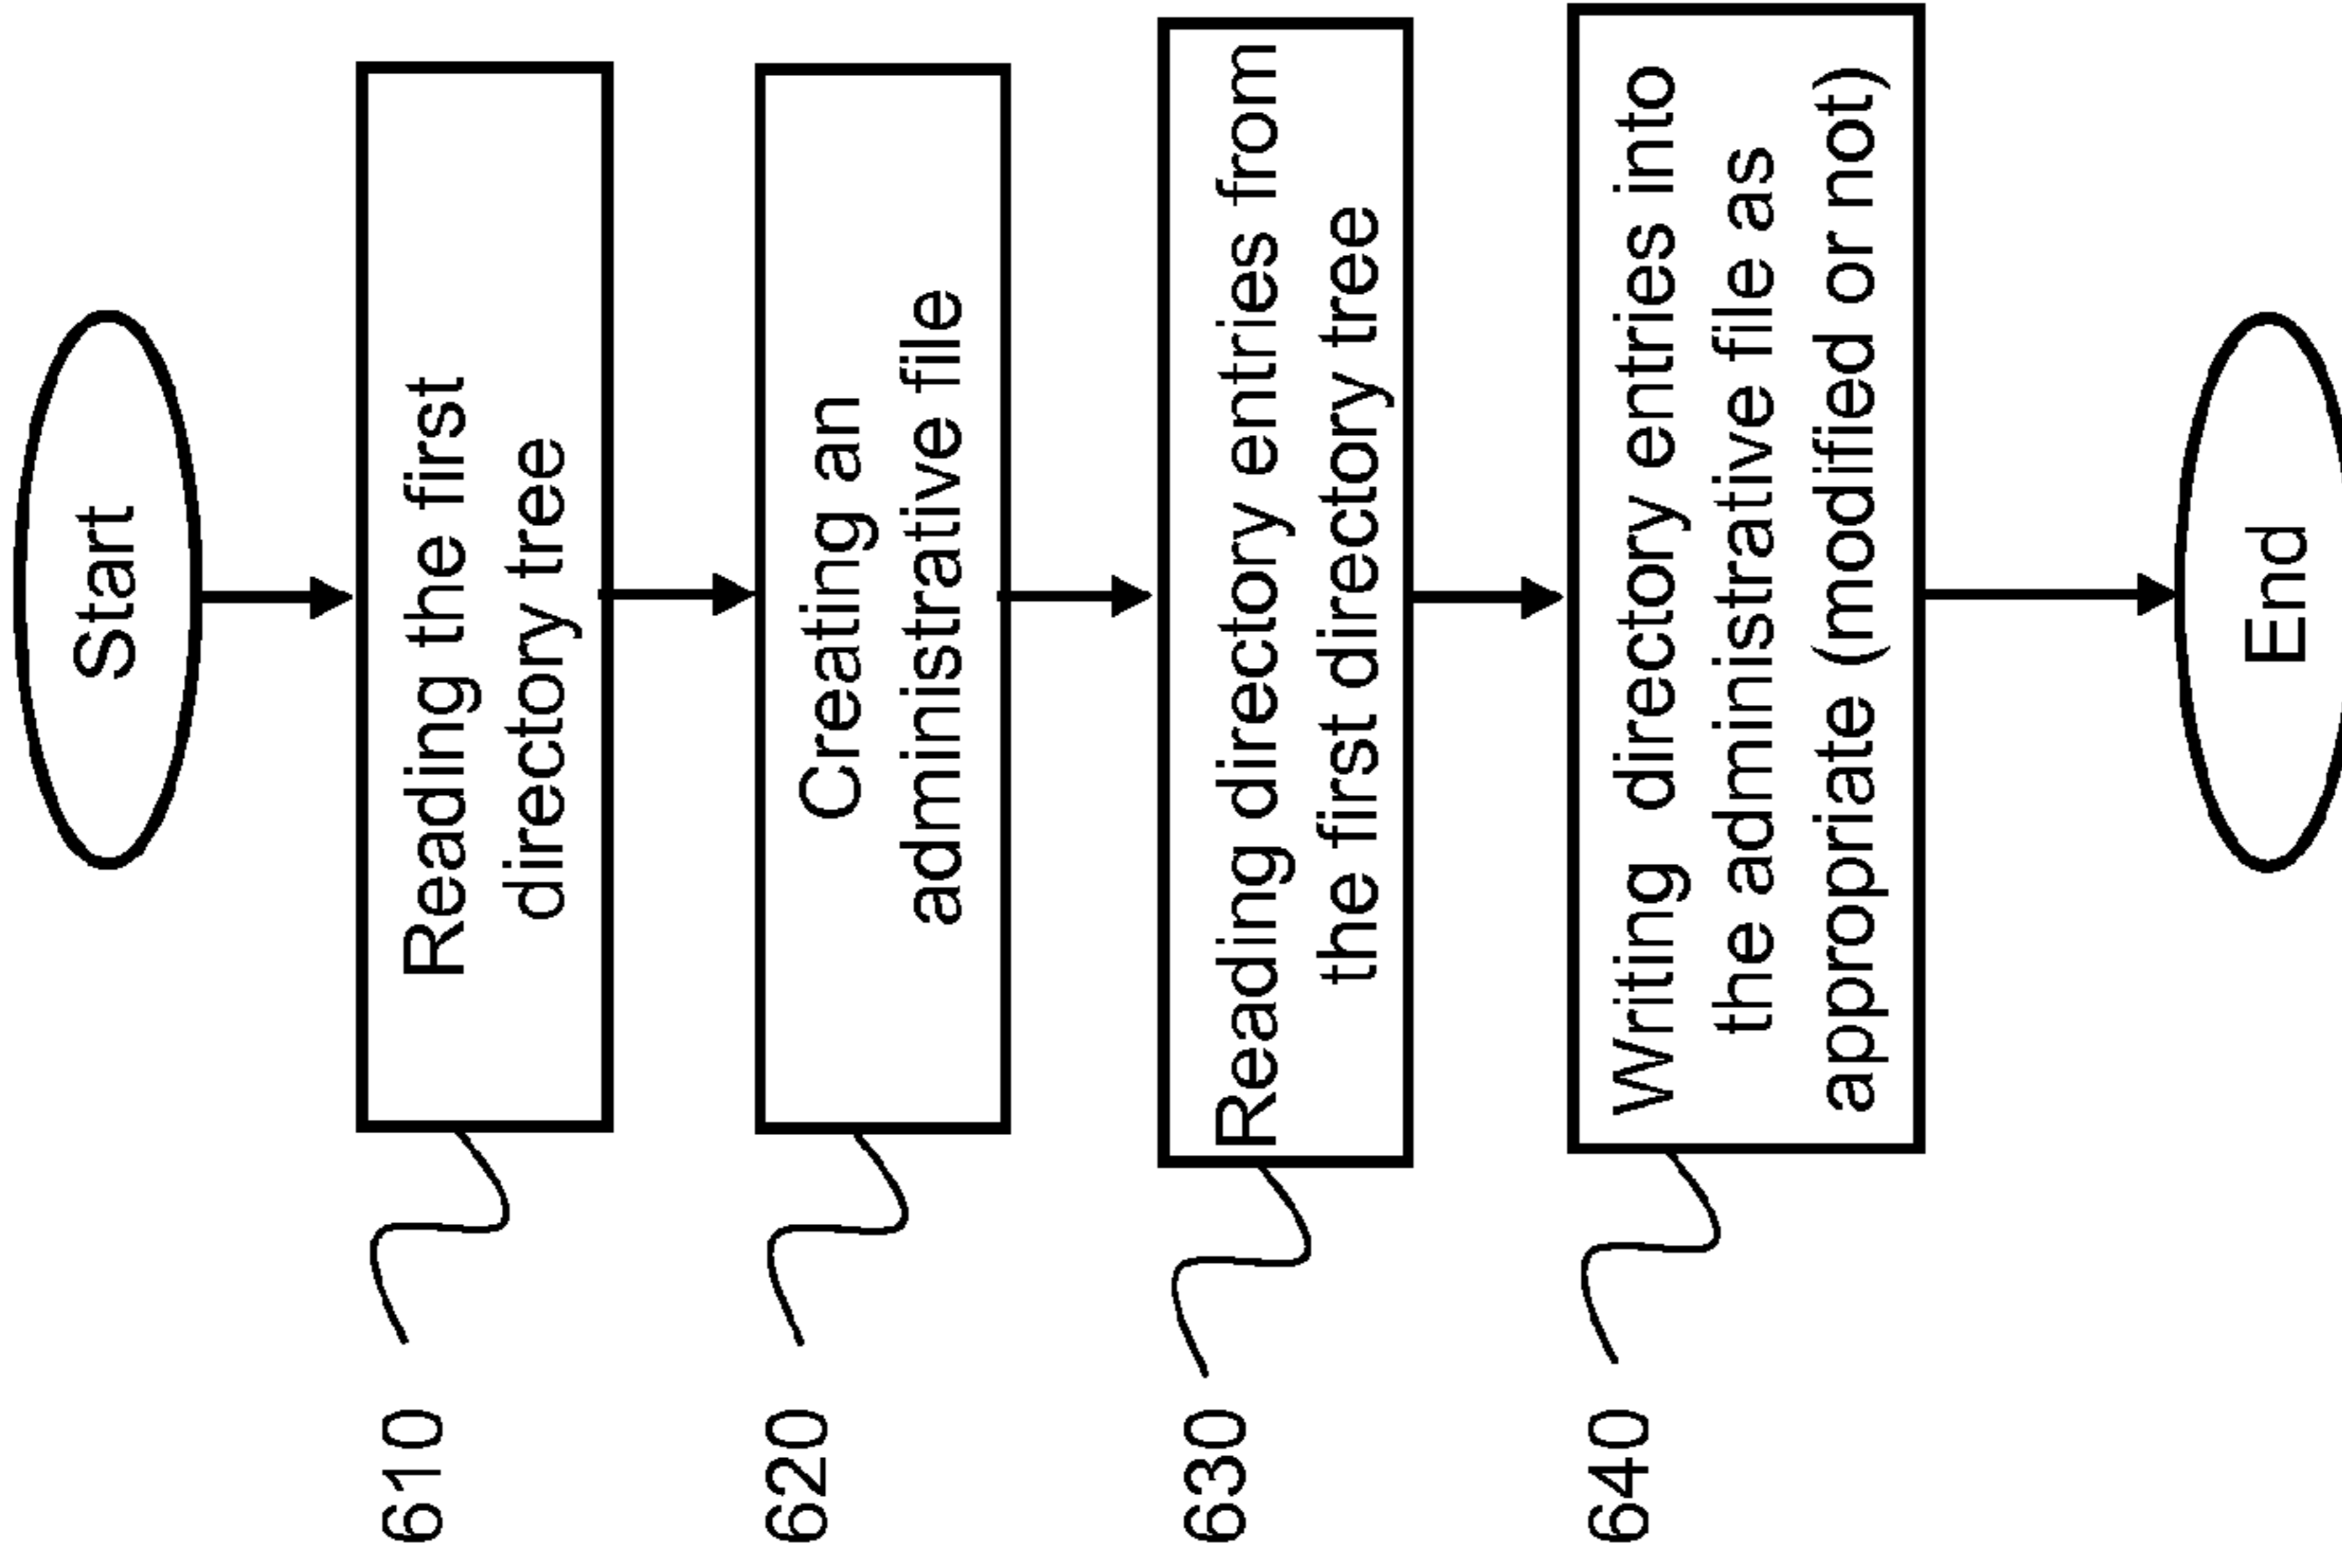 Start
610
Reading the first
directory tree
620
Creating an
administrative file
630
Reading directory entries from
the first directory tree
640
Writing directory entries into
the administrative file as
appropriate (modified or not)
End